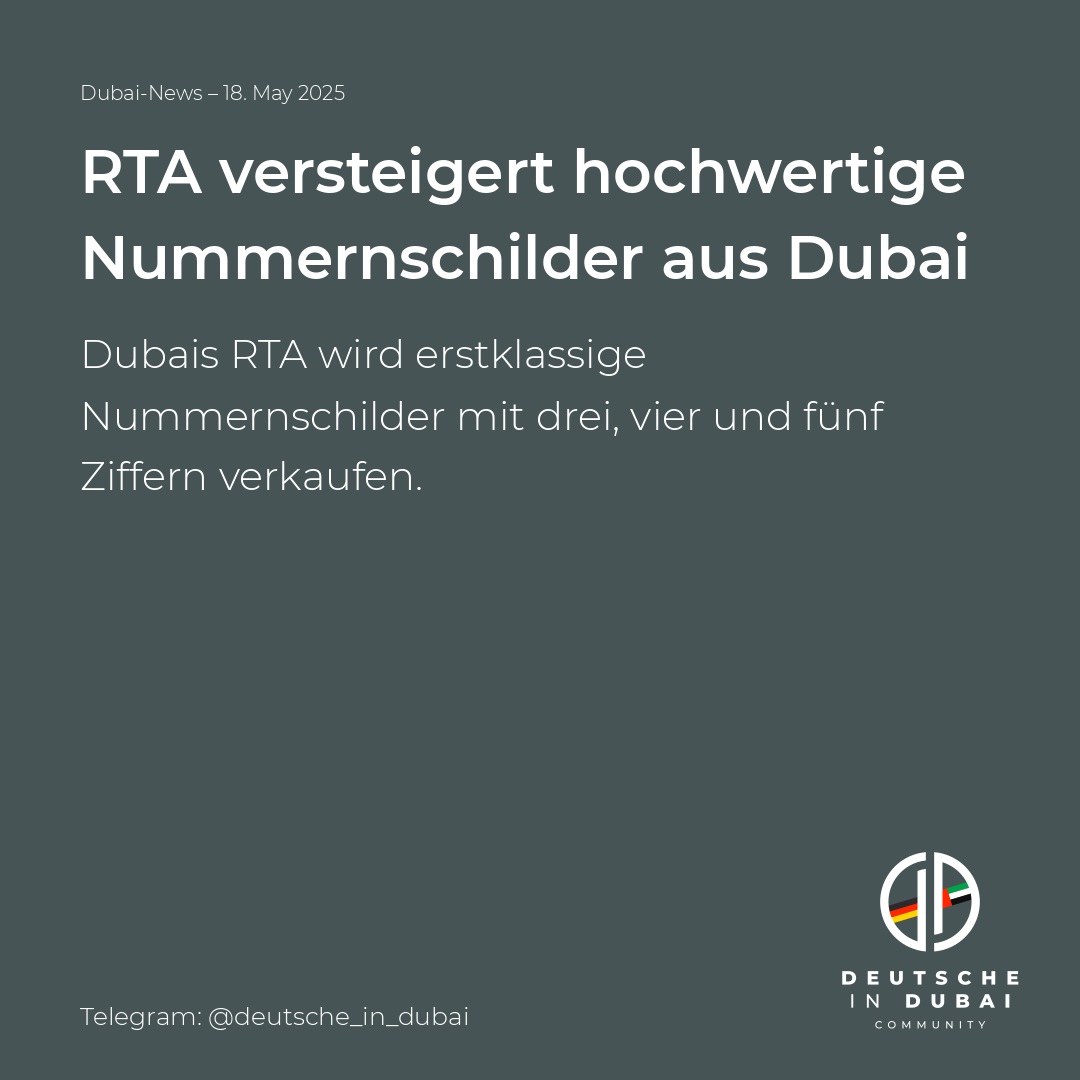 Dubai-News – 18. May 2025
RTA versteigert hochwertige
Nummernschilder aus Dubai
Dubais RTA wird erstklassige
Nummernschilder mit drei, vier und fünf
Ziffern verkaufen.
DEUTSCHE
IN DUBAI
COMMUNITY
Telegram: @deutsche_in_dubai